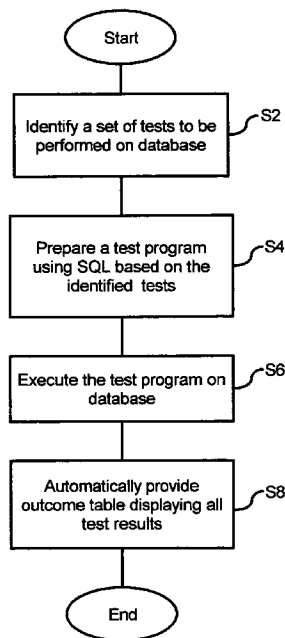 Start
Identify a set of tests to be
performed on database
S2
Prepare a test program
using SQL based on the
identified tests
S4
Execute the test program on
database
S6
Automatically provide
outcome table displaying all
test results
S8
End